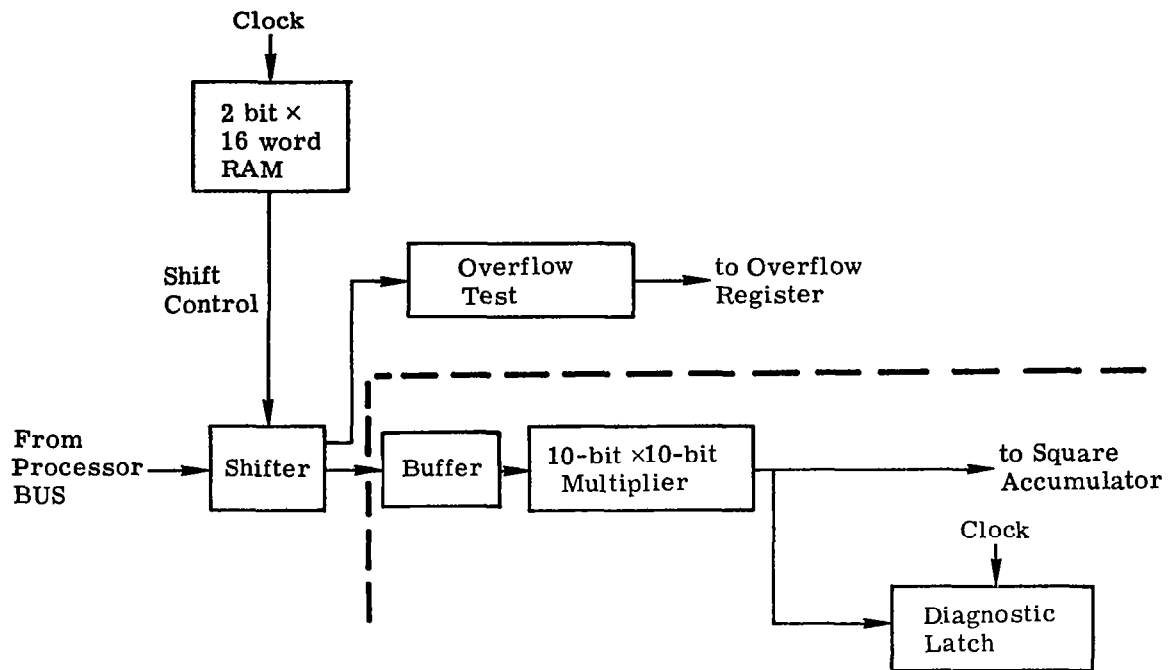 Clock
2 bit ×
16 word
RAM
Shift
Control
Overflow
Test
to Overflow
Register
From
Processor
BUS
Shifter
Buffer
10-bit ×10-bit
Multiplier
to Square
Accumulator
Clock
Diagnostic
Latch